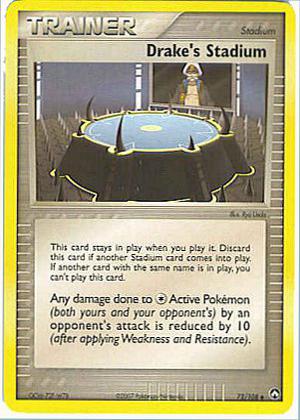 TRAINER
Stadium
Drake's Stadium
Illus. Ryo Ueda
This card stays in play when you play it. Discard
this card if another Stadium card comes into play.
If another card with the same name is in play, you
can't play this card.
Any damage done to Active Pokémon
(both yours and your opponent's) by an
opponent's attack is reduced by 10
(after applying Weakness and Resistance).
©2007 Pokémon/Nintendo
72/108